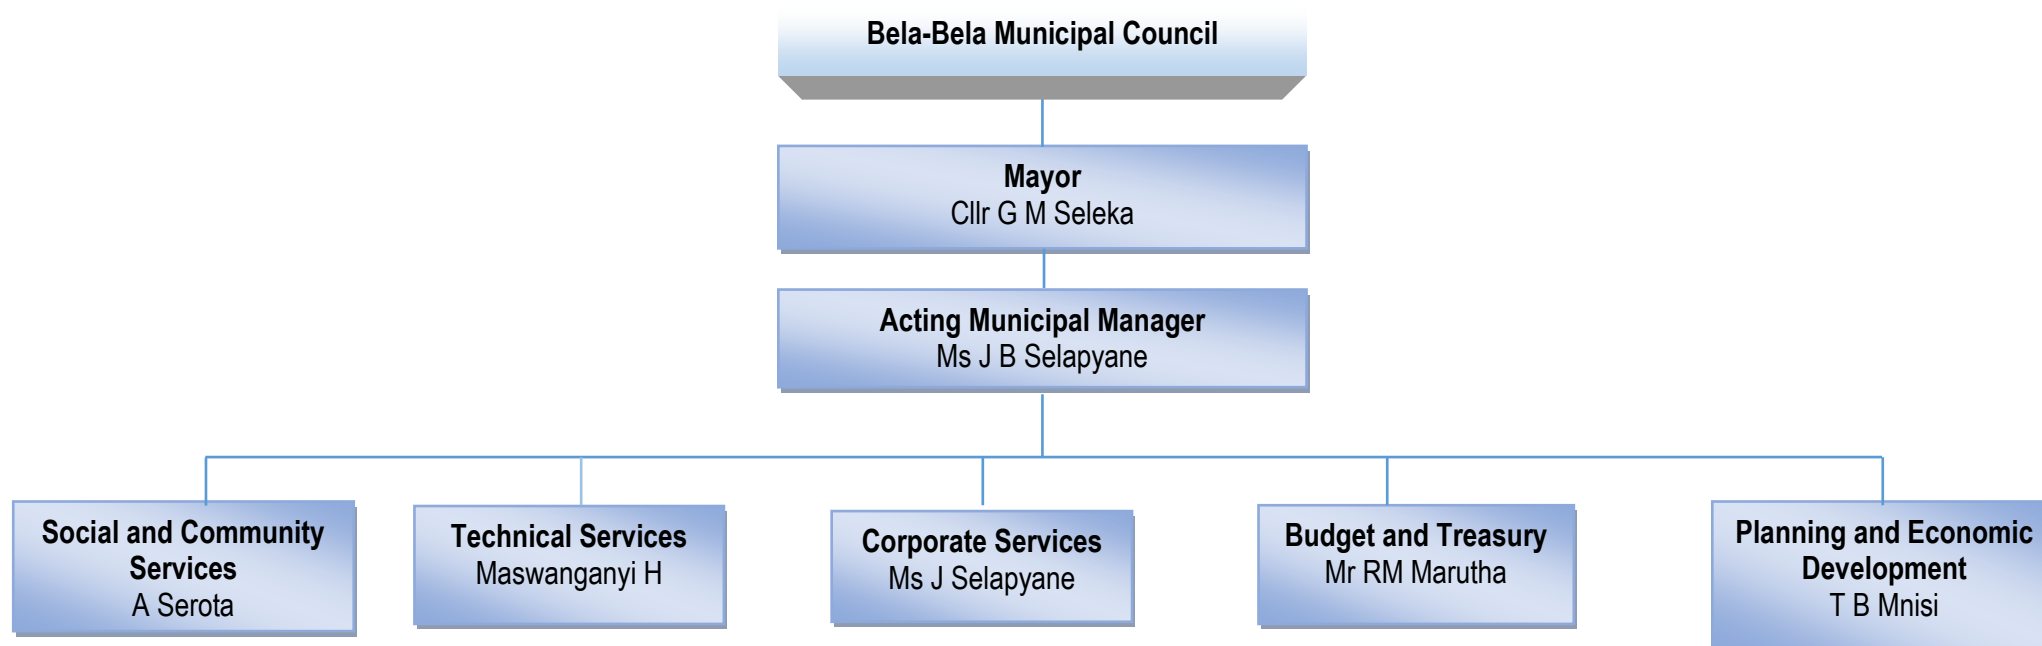 Bela-Bela Municipal Council
Mayor
Cllr G M Seleka
Acting Municipal Manager
Ms J B Selapyane
Social and Community
Services
A Serota
Technical Services
Maswanganyi H
Corporate Services
Ms J Selapyane
Budget and Treasury
Mr RM Marutha
Planning and Economic
Development
T B Mnisi